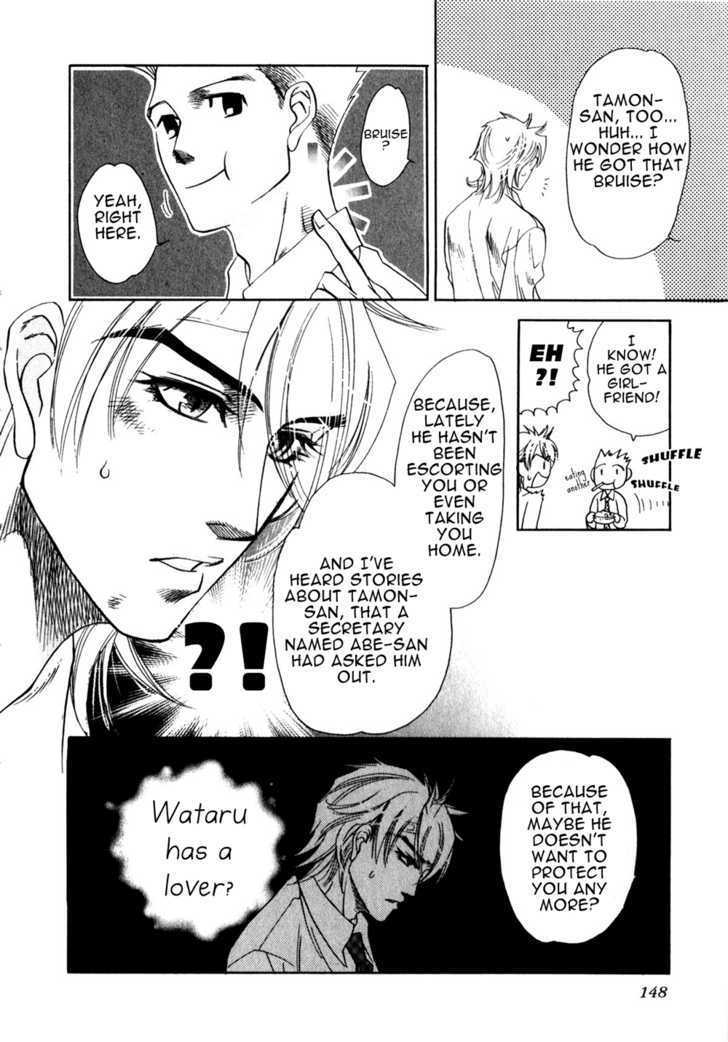 TAMON-
SAN, TOO...
HUH... I
WONDER HOW
HE GOT THAT
BRUISE?
BRUISE
?
YEAH,
RIGHT
HERE.
I
KNOW!
HE GOT A
GIRL-
FRIEND!
EH
?!
SHUFFLE
SHUFFLE
eating
another
BECAUSE,
LATELY
HE HASN'T
BEEN
ESCORTING
YOU OR
EVEN
TAKING
YOU
HOME.
AND I'VE
HEARD STORIES
ABOUT TAMON-
SAN, THAT A
SECRETARY
NAMED ABE-SAN
HAD ASKED HIM
OUT.
?!
BECAUSE
OF THAT,
MAYBE HE
DOESN'T
WANT TO
PROTECT
YOU ANY
MORE?
Wataru
has a
lover?
148